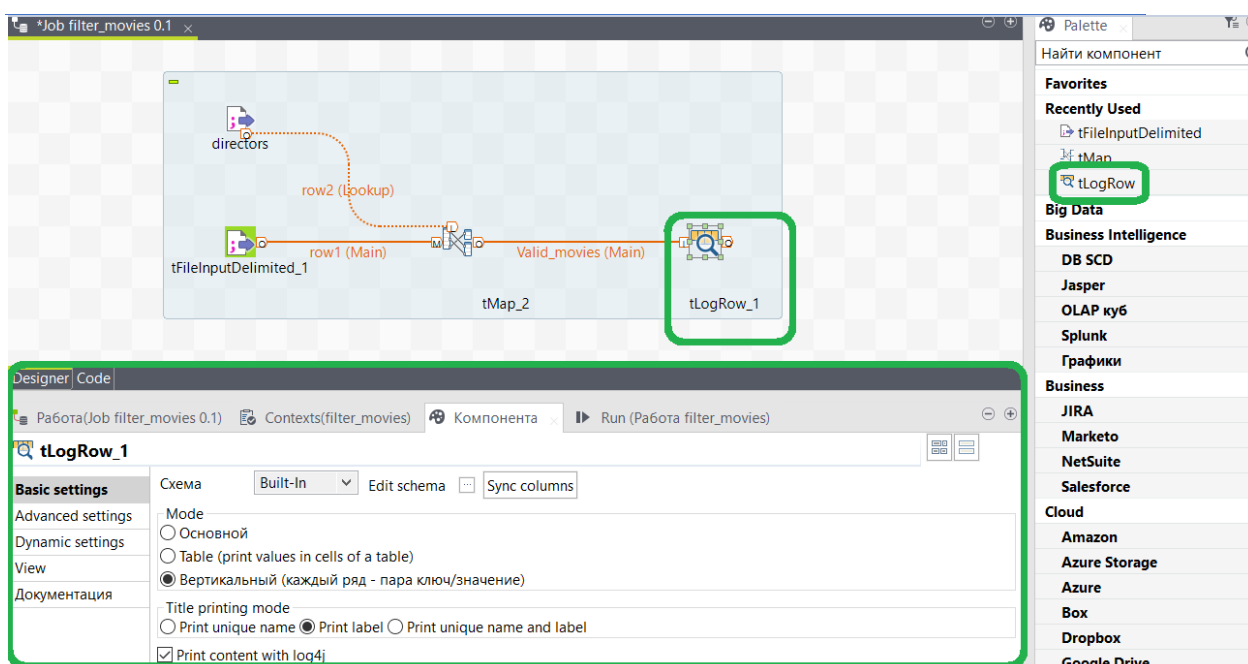 *Job filter_movies 0.1
directors
row2 (Lookup)
row1 (Main)
Valid_movies (Main)
tFileInputDelimited_1
tMap_2
tLogRow_1
Designer Code
Работа(Job filter_movies 0.1) Contexts(filter_movies) Компонента Run (Работа filter_movies)
tLogRow_1
Basic settings
Advanced settings
Dynamic settings
View
Документация
Схема Built-In Edit schema ... Sync columns
Mode
Основной
Table (print values in cells of a table)
Вертикальный (каждый ряд - пара ключ/значение)
Title printing mode
Print unique name Print label Print unique name and label
Print content with log4j
Palette
Найти компонент
Favorites
Recently Used
tFileInputDelimited
tMap
tLogRow
Big Data
Business Intelligence
DB SCD
Jasper
OLAP куб
Splunk
Графики
Business
JIRA
Marketo
NetSuite
Salesforce
Cloud
Amazon
Azure Storage
Azure
Box
Dropbox
Google Drive